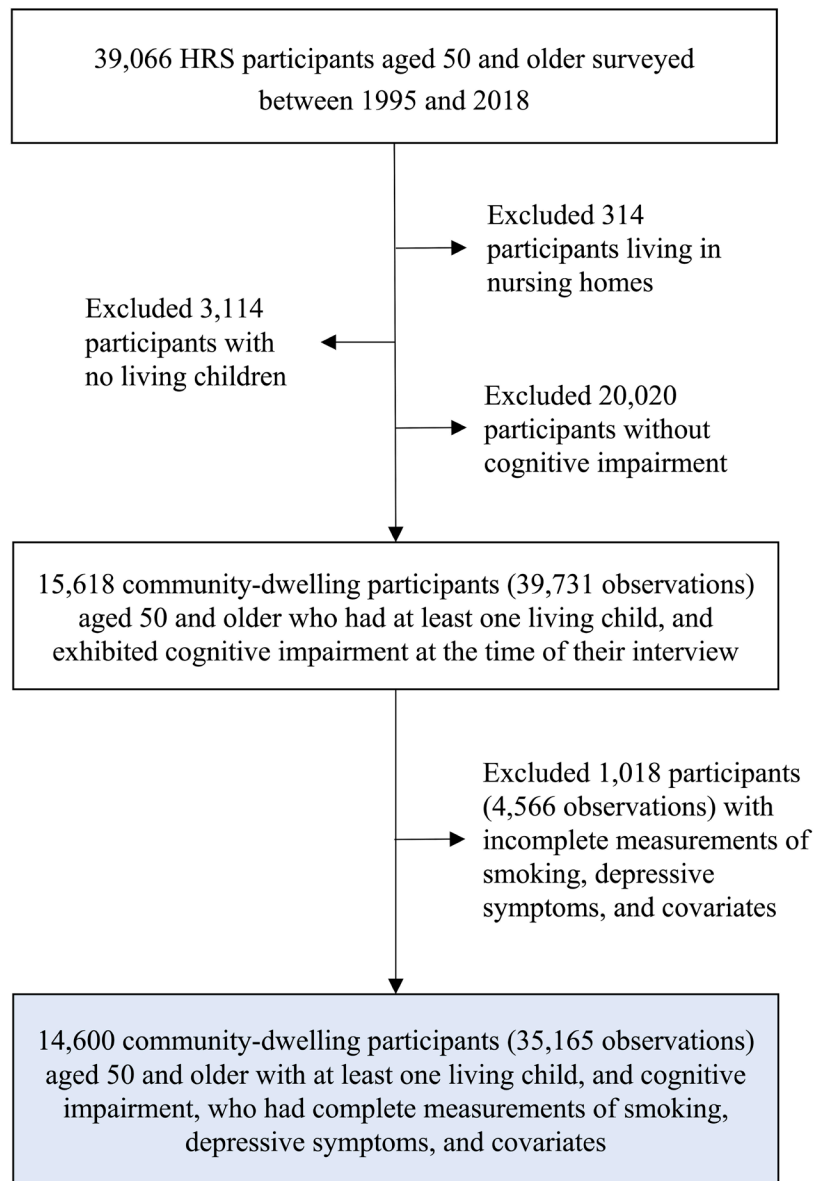 39,066 HRS participants aged 50 and older surveyed
between 1995 and 2018
Excluded 314
participants living in
nursing homes
Excluded 3,114
participants with
no living children
Excluded 20,020
participants without
cognitive impairment
15,618 community-dwelling participants (39,731 observations)
aged 50 and older who had at least one living child, and
exhibited cognitive impairment at the time of their interview
Excluded 1,018 participants
(4,566 observations) with
incomplete measurements of
smoking, depressive
symptoms, and covariates
14,600 community-dwelling participants (35,165 observations)
aged 50 and older with at least one living child, and cognitive
impairment, who had complete measurements of smoking,
depressive symptoms, and covariates